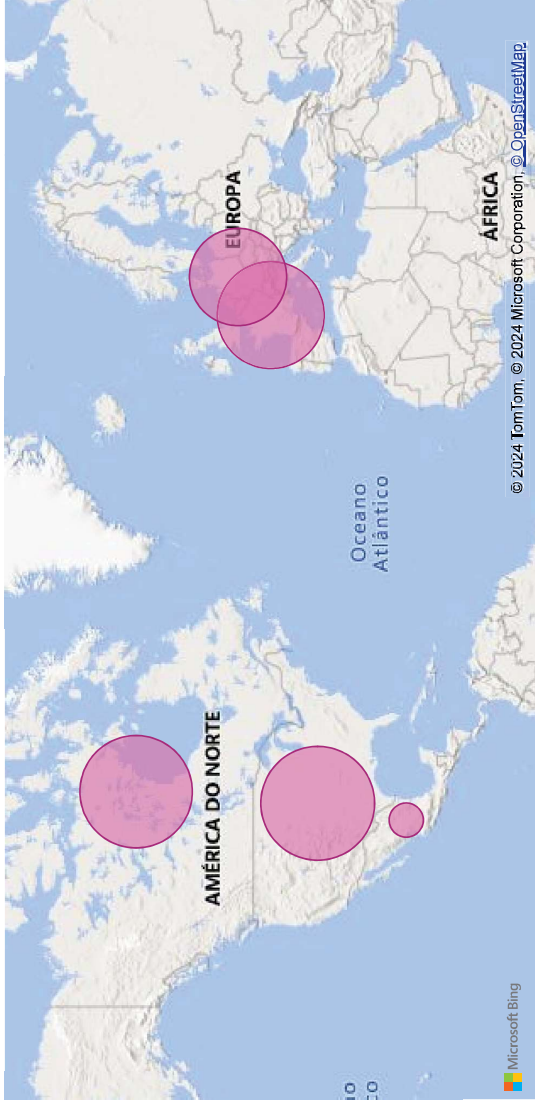 EUROPA
ÁFRICA
AMÉRICA DO NORTE
Oceano
Atlântico
Microsoft Bing
© 2024 TomTom, © 2024 Microsoft Corporation, © OpenStreetMap